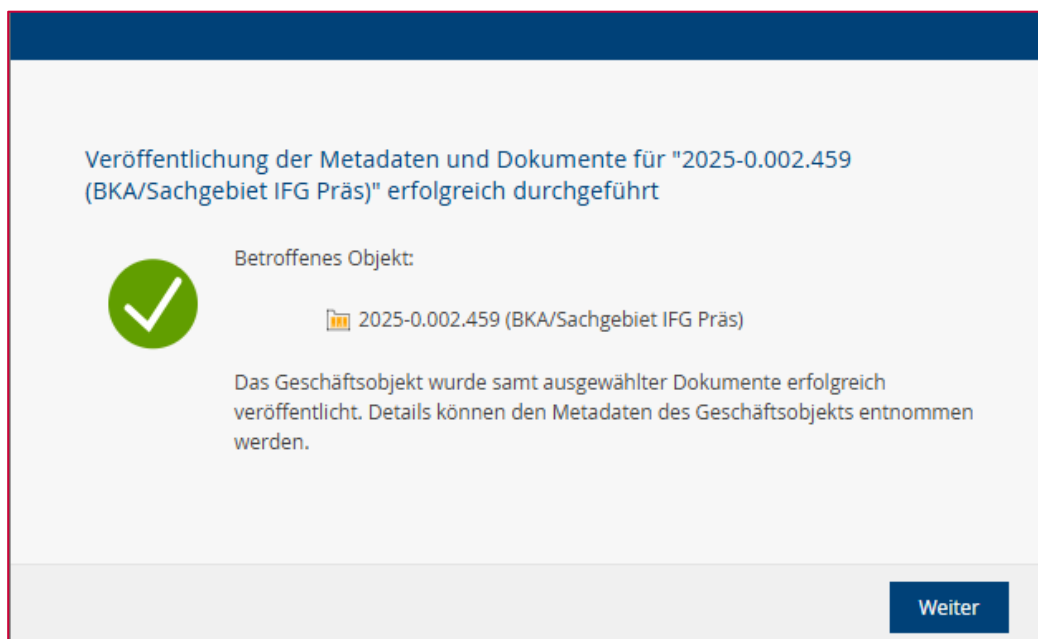 Veröffentlichung der Metadaten und Dokumente für "2025-0.002.459
(BKA/Sachgebiet IFG Präs)" erfolgreich durchgeführt
Betroffenes Objekt:
2025-0.002.459 (BKA/Sachgebiet IFG Präs)
Das Geschäftsobjekt wurde samt ausgewählter Dokumente erfolgreich
veröffentlicht. Details können den Metadaten des Geschäftsobjekts entnommen
werden.
Weiter